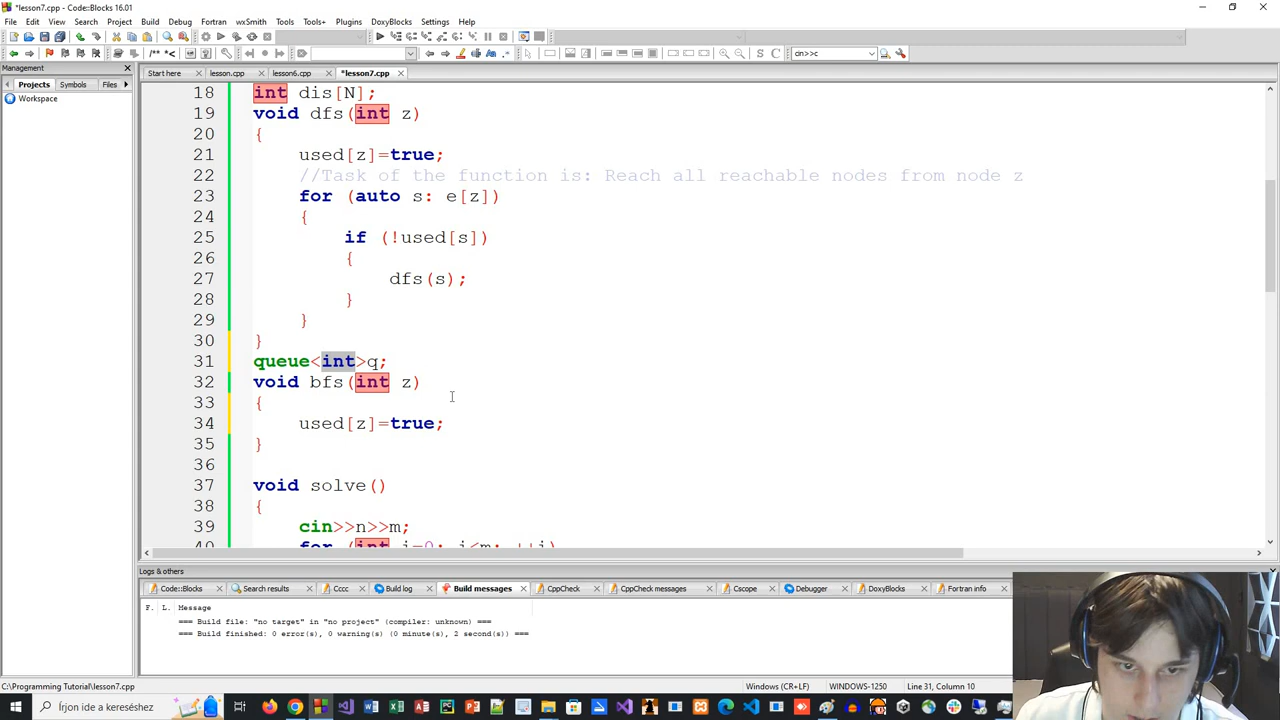 *lesson7.cpp - Code::Blocks 16.01
File Edit View Search Project Build Debug Fortran wxSmith Tools Tools+ Plugins DoxyBlocks Settings Help
cin>>c
Management
Projects Symbols Files
Workspace
Start here lesson.cpp lesson6.cpp *lesson7.cpp
18 int dis[N];
19 void dfs(int z)
20 {
21 used[z]=true;
22 //Task of the function is: Reach all reachable nodes from node z
23 for (auto s: e[z])
24 {
25 if (!used[s])
26 {
27 dfs(s);
28 }
29 }
30 }
31 queue<int>q;
32 void bfs(int z)
33 {
34 used[z]=true;
35 }
36
37 void solve()
38 {
39 cin>>n>>m;
40 for (int i=0; i<m; ++i)
Logs & others
Code::Blocks Search results Cccc Build log Build messages CppCheck CppCheck messages Cscope Debugger DoxyBlocks Fortran info
F. L. Message
=== Build file: "no target" in "no project" (compiler: unknown) ===
=== Build finished: 0 error(s), 0 warning(s) (0 minute(s), 2 second(s)) ===
C:\Programming Tutorial\lesson7.cpp Windows (CR+LF) WINDOWS-1250 Line 31, Column 10
Írjon ide a kereséshez